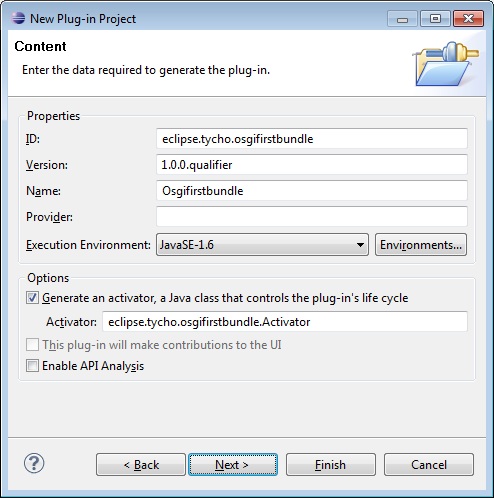 New Plug-in Project
Content
Enter the data required to generate the plug-in.
Properties
ID: eclipse.tycho.osgifirstbundle
Version: 1.0.0.qualifier
Name: Osgifirstbundle
Provider:
Execution Environment: JavaSE-1.6 Environments...
Options
Generate an activator, a Java class that controls the plug-in's life cycle
Activator: eclipse.tycho.osgifirstbundle.Activator
This plug-in will make contributions to the UI
Enable API Analysis
? < Back Next > Finish Cancel